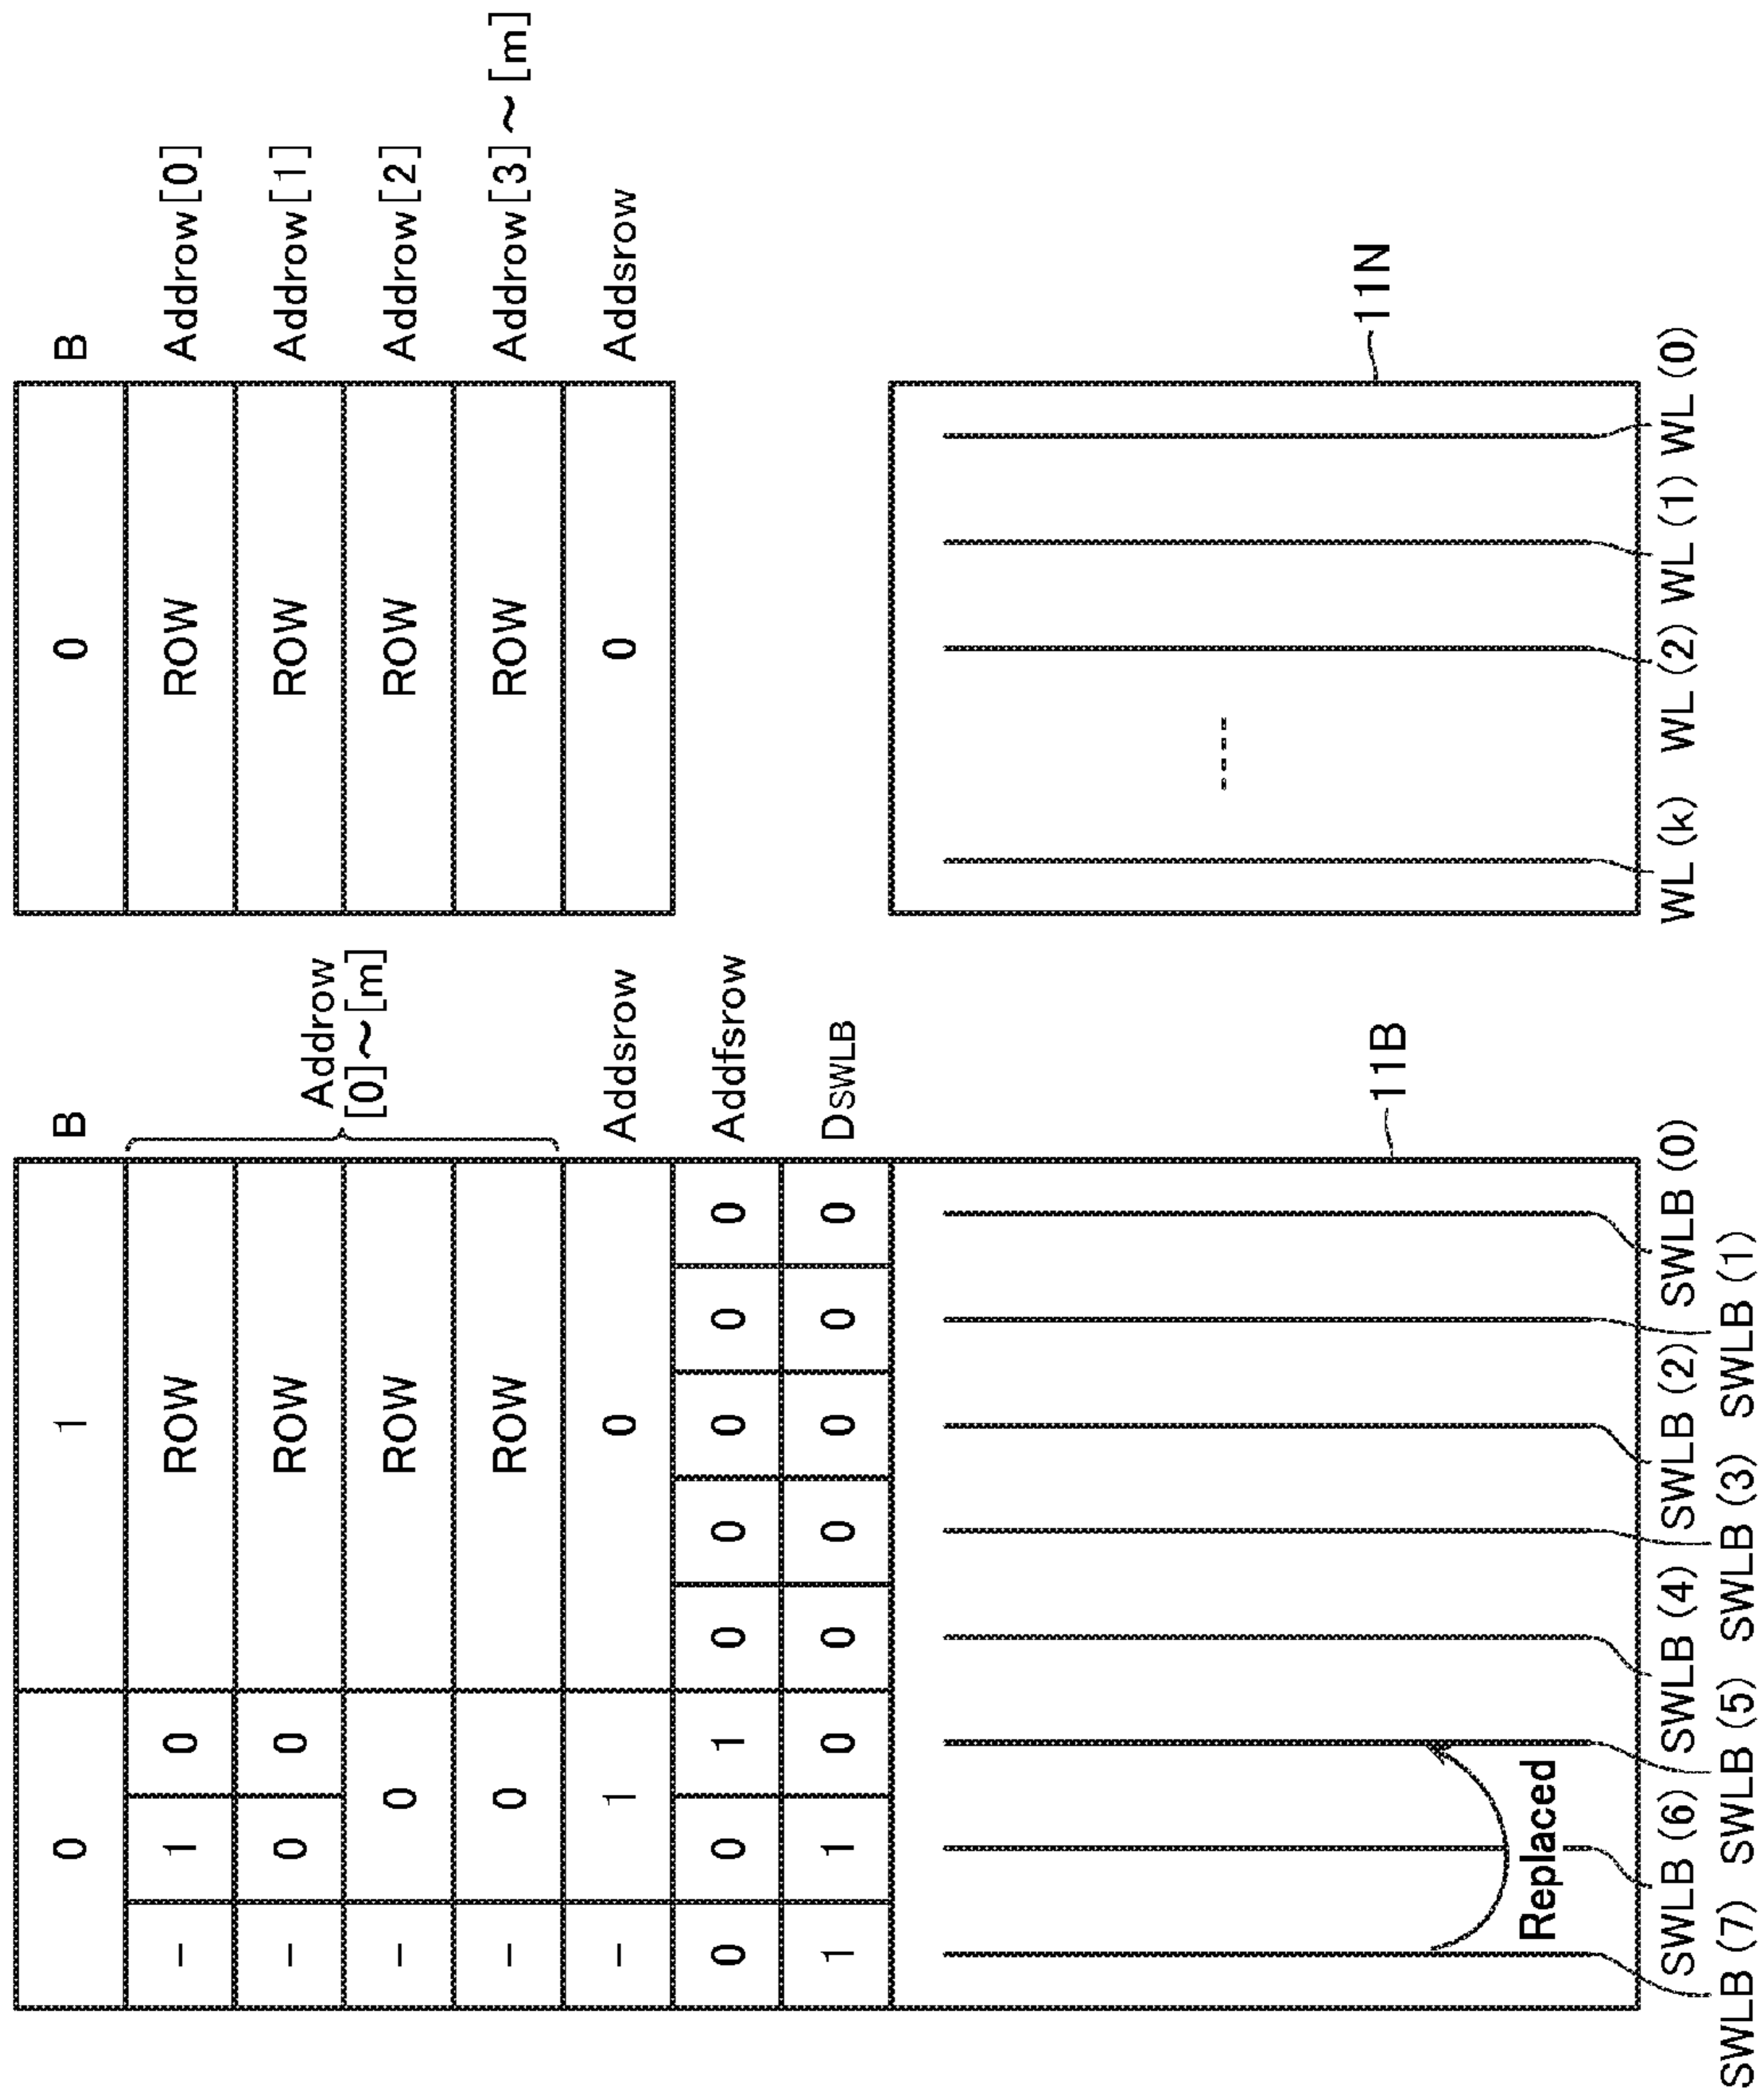 0 1 B 0 B
- 1 0 ROW ROW Addrow[0]
- 0 0 ROW ROW Addrow[1]
Addrow
[0]~[m]
- 0 ROW ROW Addrow[2]
- 0 ROW ROW Addrow[3]~[m]
- 1 0 Addsrow 0 Addsrow
0 0 1 0 0 0 0 0 Addfsrow
1 1 0 0 0 0 0 0 DSWLB
11B 11N
Replaced
SWLB (6) SWLB (4) SWLB (2) SWLB (0) WL (k) WL (2) WL (1) WL (0)
SWLB (7) SWLB (5) SWLB (3) SWLB (1)